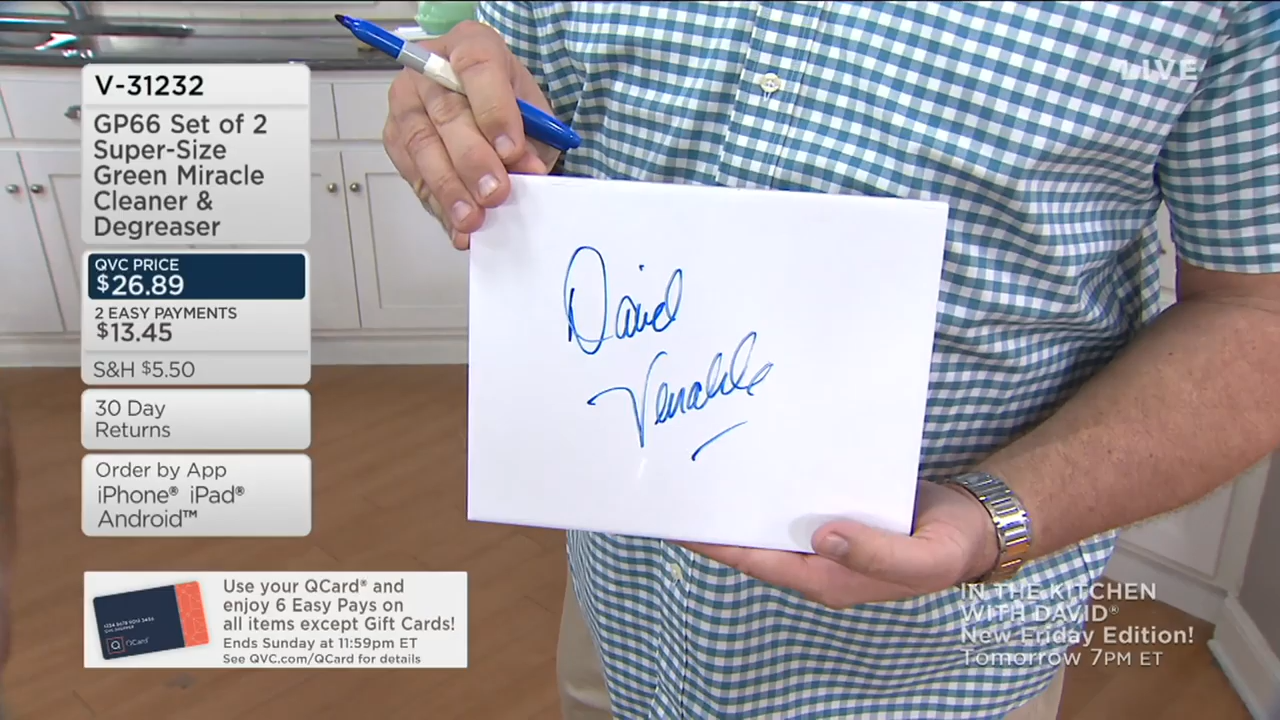 LIVE
V-31232
GP66 Set of 2
Super-Size
Green Miracle
Cleaner &
Degreaser
QVC PRICE
$26.89
2 EASY PAYMENTS
$13.45
S&H $5.50
30 Day
Returns
Order by App
iPhone® iPad®
Android™
David
Venable
Use your QCard® and
enjoy 6 Easy Pays on
all items except Gift Cards!
Ends Sunday at 11:59pm ET
See QVC.com/QCard for details
Q QCard
IN THE KITCHEN
WITH DAVID®
New Friday Edition!
Tomorrow 7PM ET